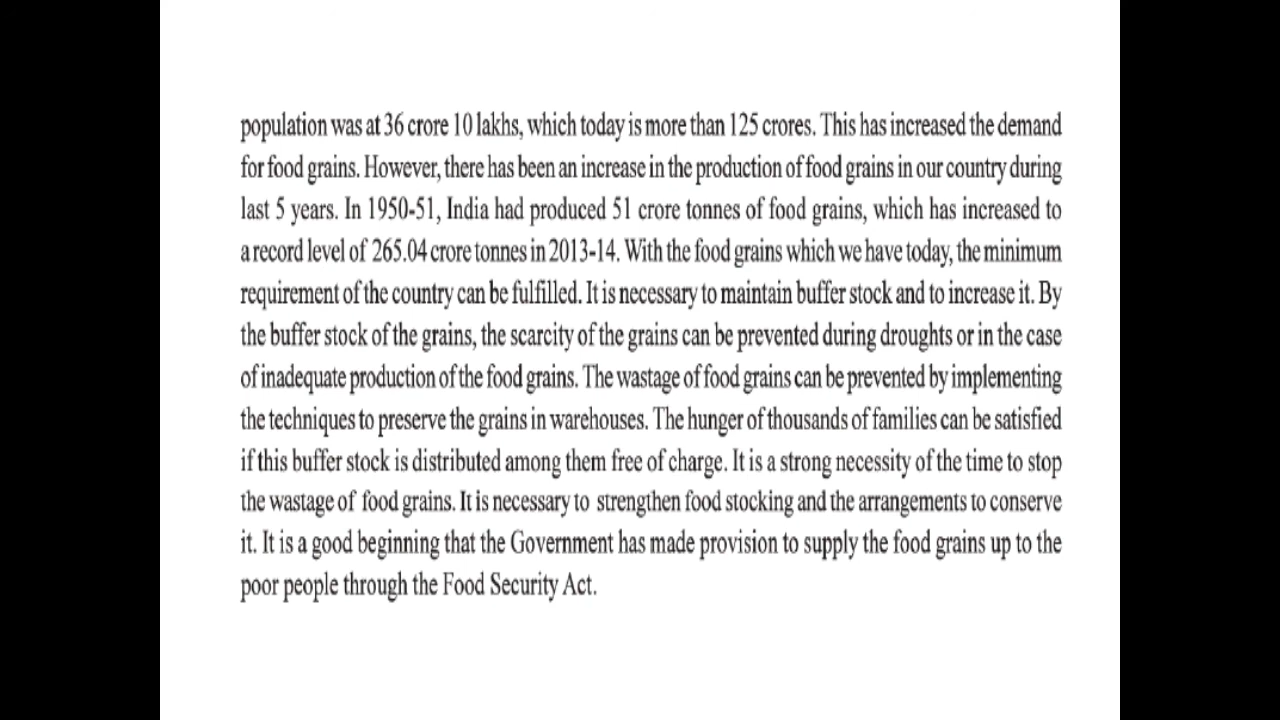 population was at 36 crore 10 lakhs, which today is more than 125 crores. This has increased the demand
for food grains. However, there has been an increase in the production of food grains in our country during
last 5 years. In 1950-51, India had produced 51 crore tonnes of food grains, which has increased to
a record level of 265.04 crore tonnes in 2013-14. With the food grains which we have today, the minimum
requirement of the country can be fulfilled. It is necessary to maintain buffer stock and to increase it. By
the buffer stock of the grains, the scarcity of the grains can be prevented during droughts or in the case
of inadequate production of the food grains. The wastage of food grains can be prevented by implementing
the techniques to preserve the grains in warehouses. The hunger of thousands of families can be satisfied
if this buffer stock is distributed among them free of charge. It is a strong necessity of the time to stop
the wastage of food grains. It is necessary to strengthen food stocking and the arrangements to conserve
it. It is a good beginning that the Government has made provision to supply the food grains up to the
poor people through the Food Security Act.